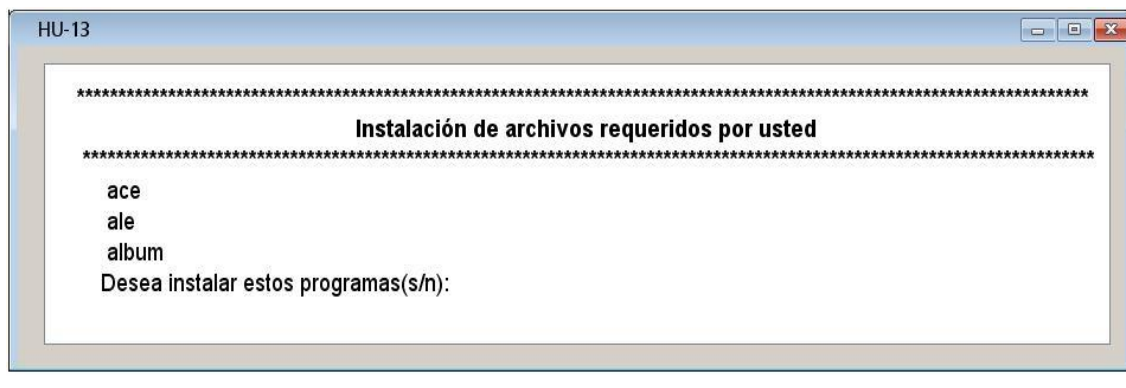 HU-13
**************************************************************************************************************************
Instalación de archivos requeridos por usted
**************************************************************************************************************************
ace
ale
album
Desea instalar estos programas(s/n):